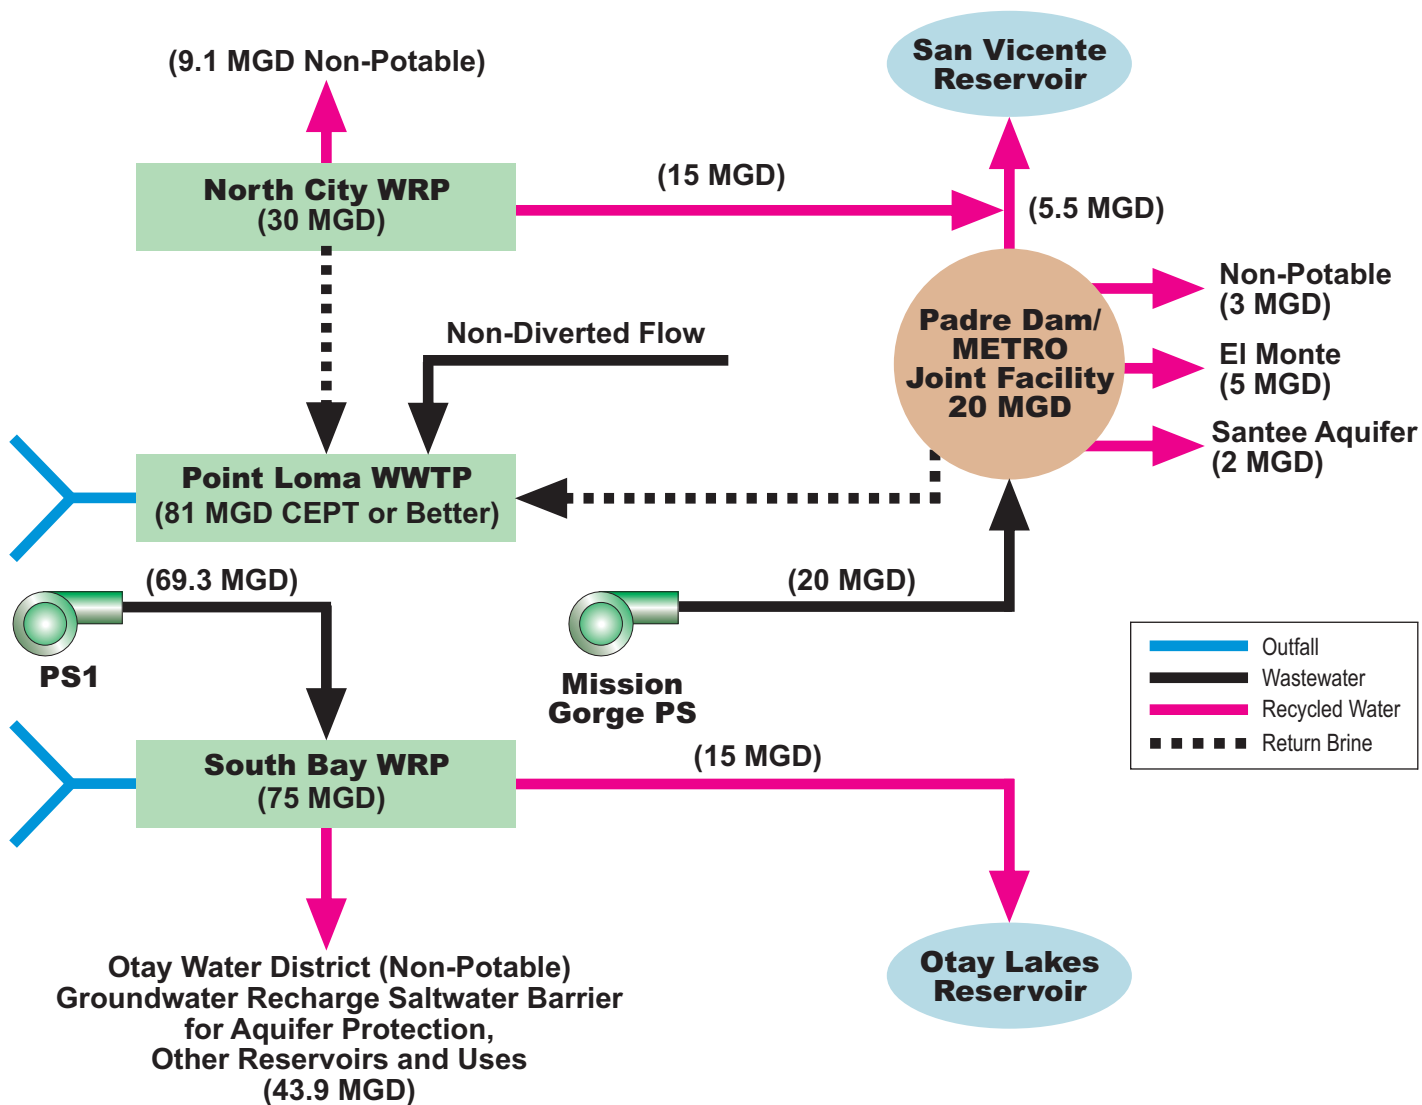 (9.1 MGD Non-Potable)
San Vicente
Reservoir
North City WRP
(30 MGD)
(15 MGD)
(5.5 MGD)
Non-Potable
(3 MGD)
Padre Dam/
METRO
Joint Facility
20 MGD
El Monte
(5 MGD)
Santee Aquifer
(2 MGD)
Non-Diverted Flow
Point Loma WWTP
(81 MGD CEPT or Better)
(69.3 MGD)
PS1
(20 MGD)
Mission
Gorge PS
Outfall
Wastewater
Recycled Water
Return Brine
South Bay WRP
(75 MGD)
(15 MGD)
Otay Lakes
Reservoir
Otay Water District (Non-Potable)
Groundwater Recharge Saltwater Barrier
for Aquifer Protection,
Other Reservoirs and Uses
(43.9 MGD)